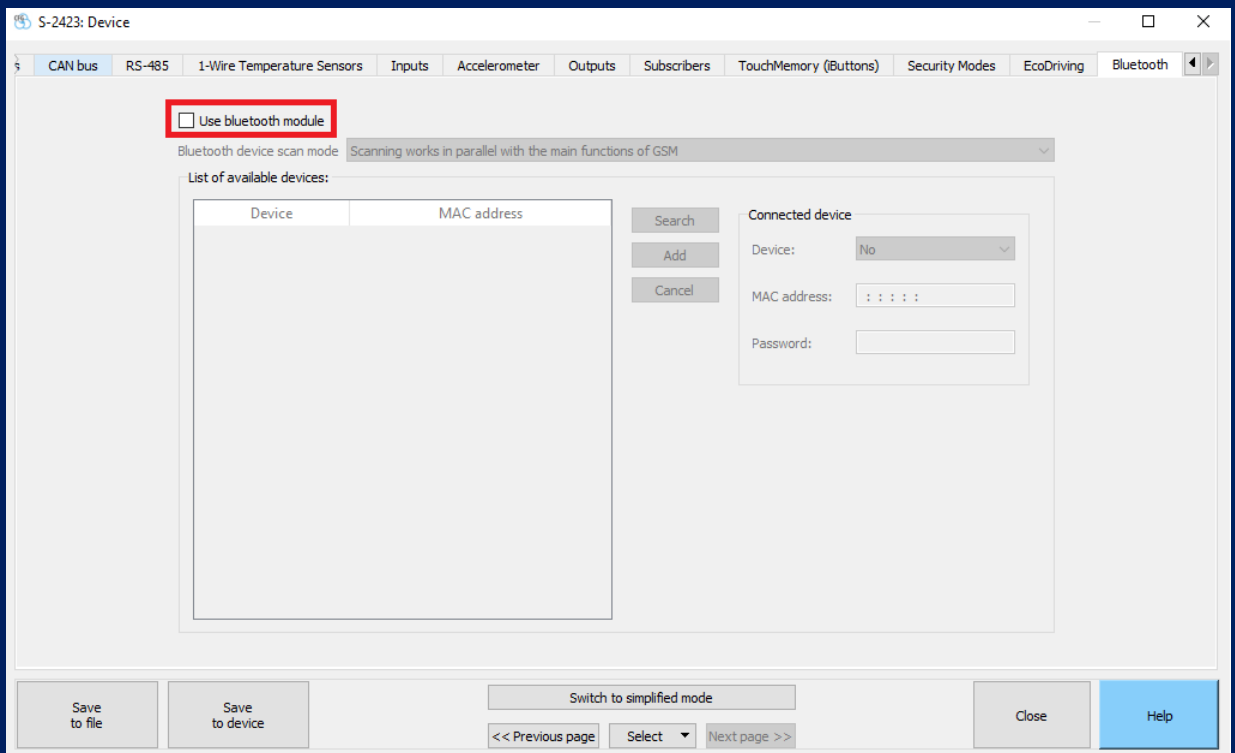 S-2423: Device
CAN bus RS-485 1-Wire Temperature Sensors Inputs Accelerometer Outputs Subscribers TouchMemory (iButtons) Security Modes EcoDriving Bluetooth
Use bluetooth module
Bluetooth device scan mode Scanning works in parallel with the main functions of GSM
List of available devices:
Device MAC address
Search
Add
Cancel
Connected device
Device: No
MAC address: : : : : :
Password:
Save
to file
Save
to device
Switch to simplified mode
<< Previous page Select Next page >>
Close
Help